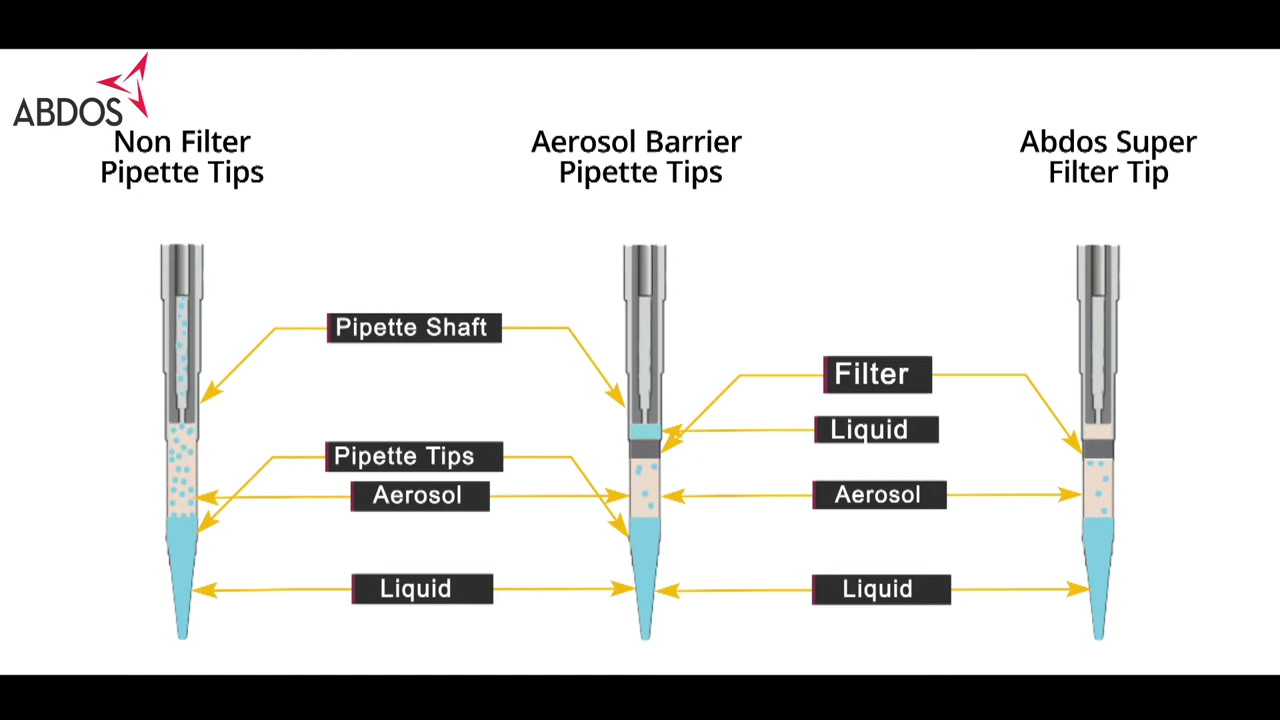 ABDOS
Non Filter
Pipette Tips
Aerosol Barrier
Pipette Tips
Abdos Super
Filter Tip
Pipette Shaft
Filter
Liquid
Pipette Tips
Aerosol
Aerosol
Liquid
Liquid